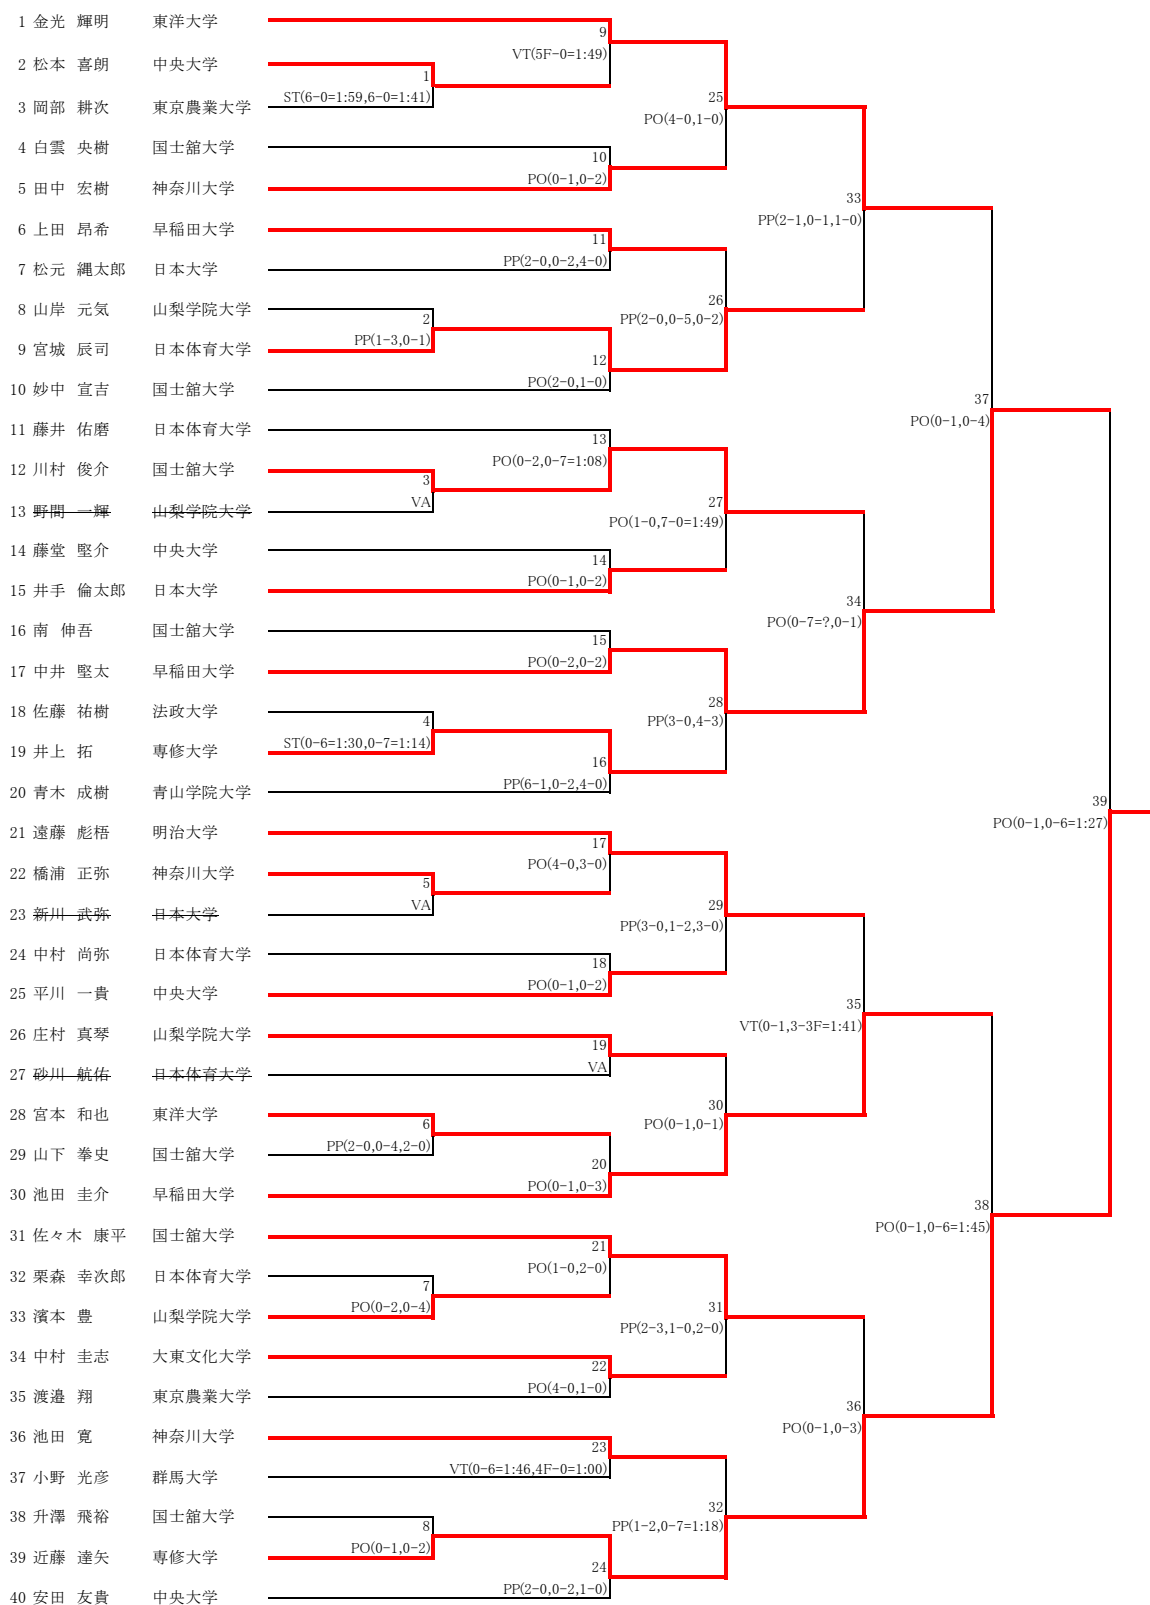 1 金光 輝明 東洋大学
9
VT(5F-0=1:49)
2 松本 喜朗 中央大学
1
ST(6-0=1:59,6-0=1:41)
3 岡部 耕次 東京農業大学
25
PO(4-0,1-0)
4 白雲 央樹 国士舘大学
10
PO(0-1,0-2)
5 田中 宏樹 神奈川大学
33
PP(2-1,0-1,1-0)
6 上田 昂希 早稲田大学
11
PP(2-0,0-2,4-0)
7 松元 縄太郎 日本大学
26
PP(2-0,0-5,0-2)
8 山岸 元気 山梨学院大学
2
PP(1-3,0-1)
9 宮城 辰司 日本体育大学
12
PO(2-0,1-0)
10 妙中 宣吉 国士舘大学
37
PO(0-1,0-4)
11 藤井 佑磨 日本体育大学
13
PO(0-2,0-7=1:08)
12 川村 俊介 国士舘大学
3
VA
13 野間 一輝 山梨学院大学
27
PO(1-0,7-0=1:49)
14 藤堂 堅介 中央大学
14
PO(0-1,0-2)
15 井手 倫太郎 日本大学
34
PO(0-7=?,0-1)
16 南 伸吾 国士舘大学
15
PO(0-2,0-2)
17 中井 堅太 早稲田大学
28
PP(3-0,4-3)
18 佐藤 祐樹 法政大学
4
ST(0-6=1:30,0-7=1:14)
19 井上 拓 専修大学
16
PP(6-1,0-2,4-0)
20 青木 成樹 青山学院大学
39
PO(0-1,0-6=1:27)
21 遠藤 彪梧 明治大学
17
PO(4-0,3-0)
22 橋浦 正弥 神奈川大学
5
VA
23 新川 武弥 日本大学
29
PP(3-0,1-2,3-0)
24 中村 尚弥 日本体育大学
18
PO(0-1,0-2)
25 平川 一貴 中央大学
35
VT(0-1,3-3F=1:41)
26 庄村 真琴 山梨学院大学
19
VA
27 砂川 航佑 日本体育大学
30
PO(0-1,0-1)
28 宮本 和也 東洋大学
6
PP(2-0,0-4,2-0)
29 山下 拳史 国士舘大学
20
PO(0-1,0-3)
30 池田 圭介 早稲田大学
38
PO(0-1,0-6=1:45)
31 佐々木 康平 国士舘大学
21
PO(1-0,2-0)
32 栗森 幸次郎 日本体育大学
7
PO(0-2,0-4)
33 濱本 豊 山梨学院大学
31
PP(2-3,1-0,2-0)
34 中村 圭志 大東文化大学
22
PO(4-0,1-0)
35 渡邉 翔 東京農業大学
36
PO(0-1,0-3)
36 池田 寛 神奈川大学
23
VT(0-6=1:46,4F-0=1:00)
37 小野 光彦 群馬大学
32
PP(1-2,0-7=1:18)
38 升澤 飛裕 国士舘大学
8
PO(0-1,0-2)
39 近藤 達矢 専修大学
24
PP(2-0,0-2,1-0)
40 安田 友貴 中央大学